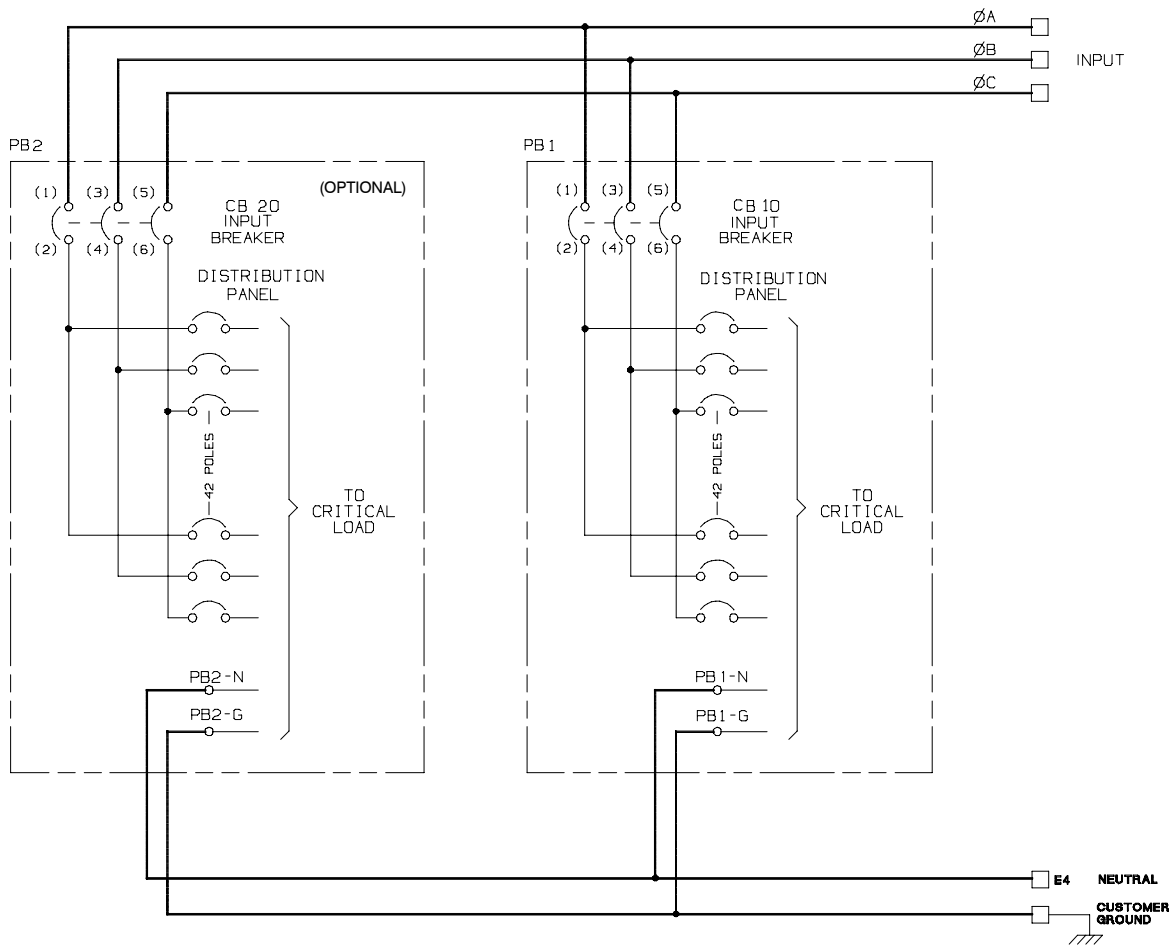 ØA
ØB
INPUT
ØC
PB2
(OPTIONAL)
(1) (3) (5)
CB 20
INPUT
BREAKER
(2) (4) (6)
DISTRIBUTION
PANEL
42 POLES
TO
CRITICAL
LOAD
PB2-N
PB2-G
PB1
(1) (3) (5)
CB 10
INPUT
BREAKER
(2) (4) (6)
DISTRIBUTION
PANEL
42 POLES
TO
CRITICAL
LOAD
PB1-N
PB1-G
E4 NEUTRAL
CUSTOMER
GROUND